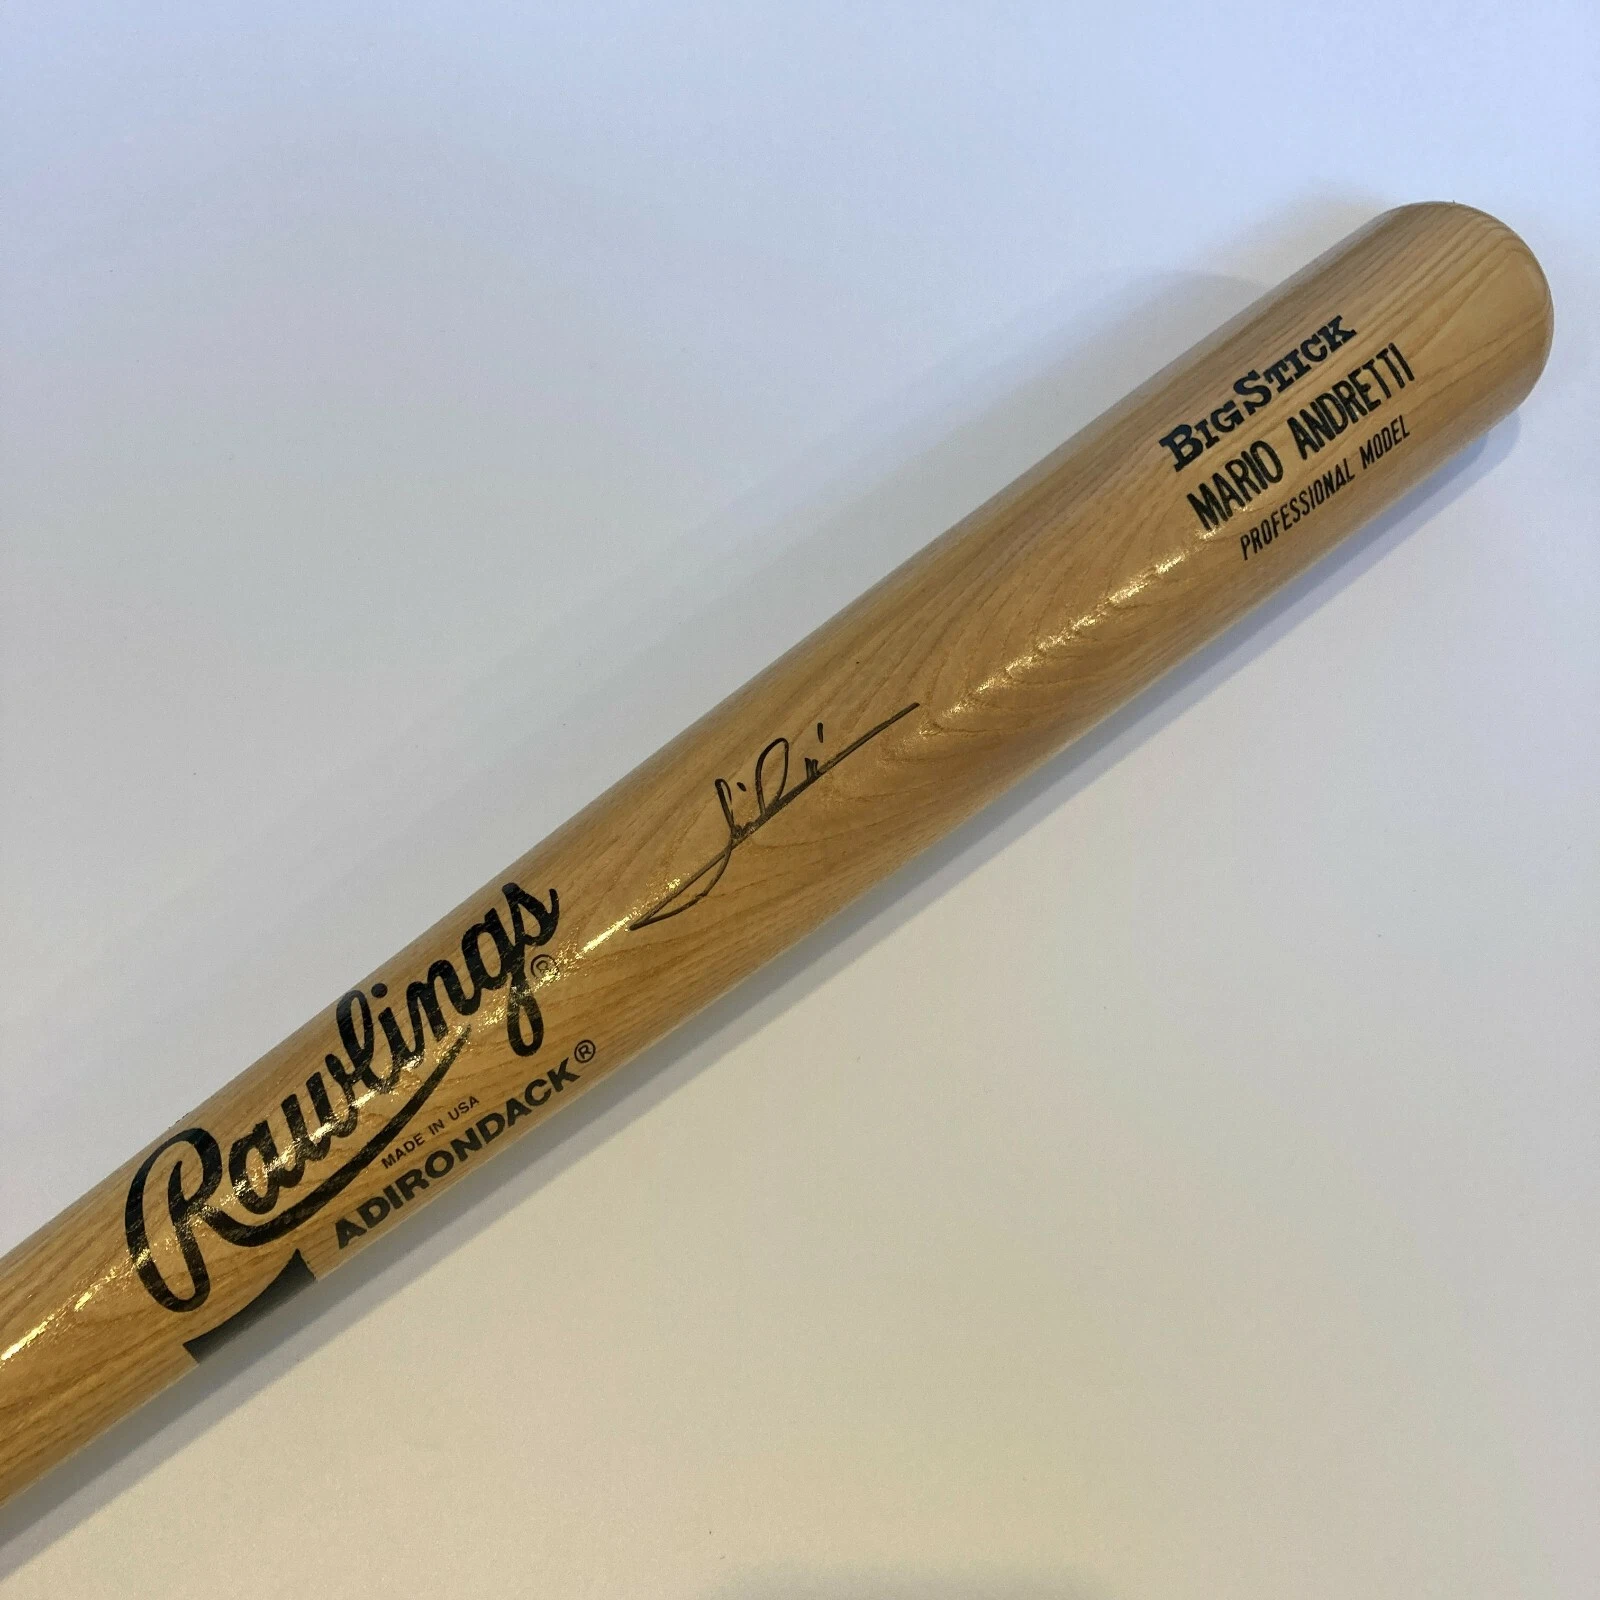 BIGSTICK
MARIO ANDRETTI
PROFESSIONAL MODEL
Rawlings®
MADE IN USA
ADIRONDACK®